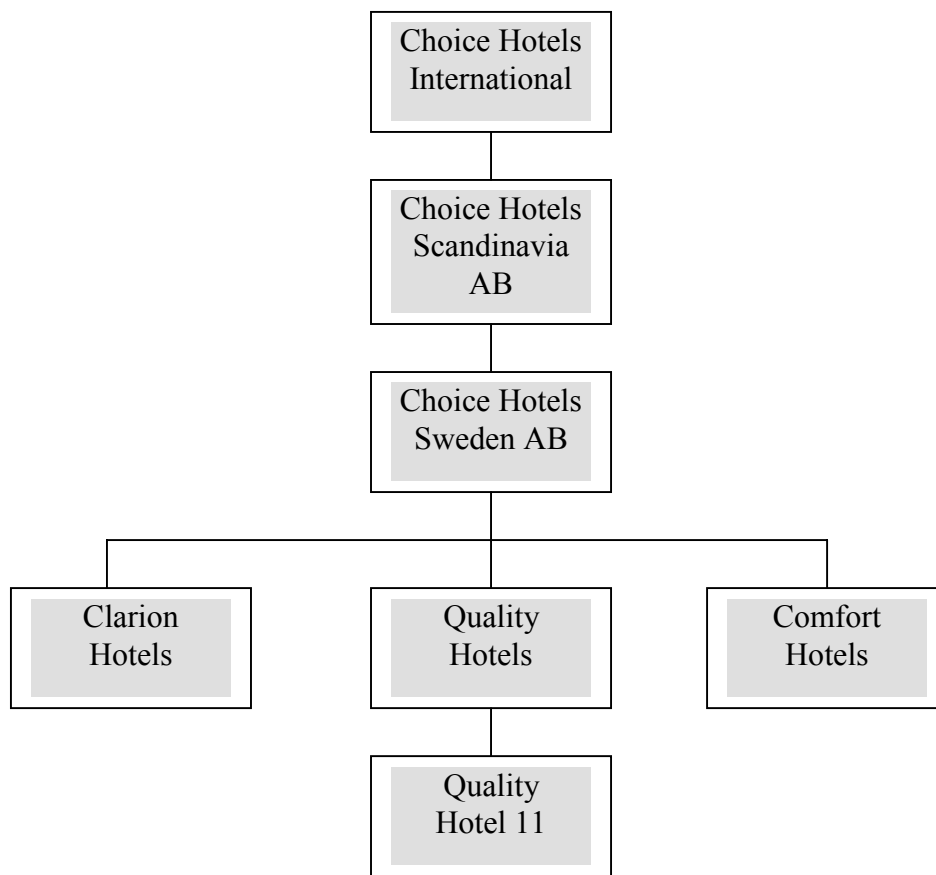 Choice Hotels
International
Choice Hotels
Scandinavia
AB
Choice Hotels
Sweden AB
Clarion
Hotels
Quality
Hotels
Comfort
Hotels
Quality
Hotel 11